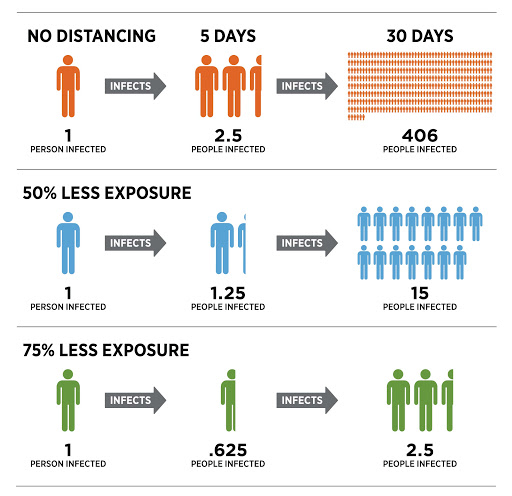 NO DISTANCING 5 DAYS 30 DAYS
INFECTS INFECTS
1 2.5 406
PERSON INFECTED PEOPLE INFECTED PEOPLE INFECTED
50% LESS EXPOSURE
INFECTS INFECTS
1 1.25 15
PERSON INFECTED PEOPLE INFECTED PEOPLE INFECTED
75% LESS EXPOSURE
INFECTS INFECTS
1 .625 2.5
PERSON INFECTED PEOPLE INFECTED PEOPLE INFECTED